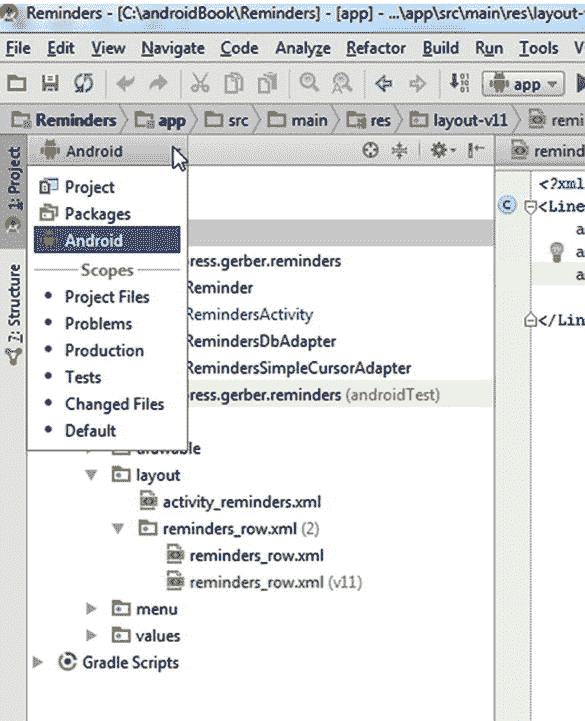 Reminders - [C:\androidBook\Reminders] - [app] - ...\app\src\main\res\layout-
File Edit View Navigate Code Analyze Refactor Build Run Tools V
app
Reminders app src main res layout-v11 remi
1: Project
7: Structure
Android
remind
Project
Packages
Android
Scopes
Project Files
Problems
Production
Tests
Changed Files
Default
press.gerber.reminders
Reminder
RemindersActivity
RemindersDbAdapter
RemindersSimpleCursorAdapter
press.gerber.reminders (androidTest)
drawable
layout
activity_reminders.xml
reminders_row.xml (2)
reminders_row.xml
reminders_row.xml (v11)
menu
values
Gradle Scripts
<?xml
<Line
a
a
a
</Lin